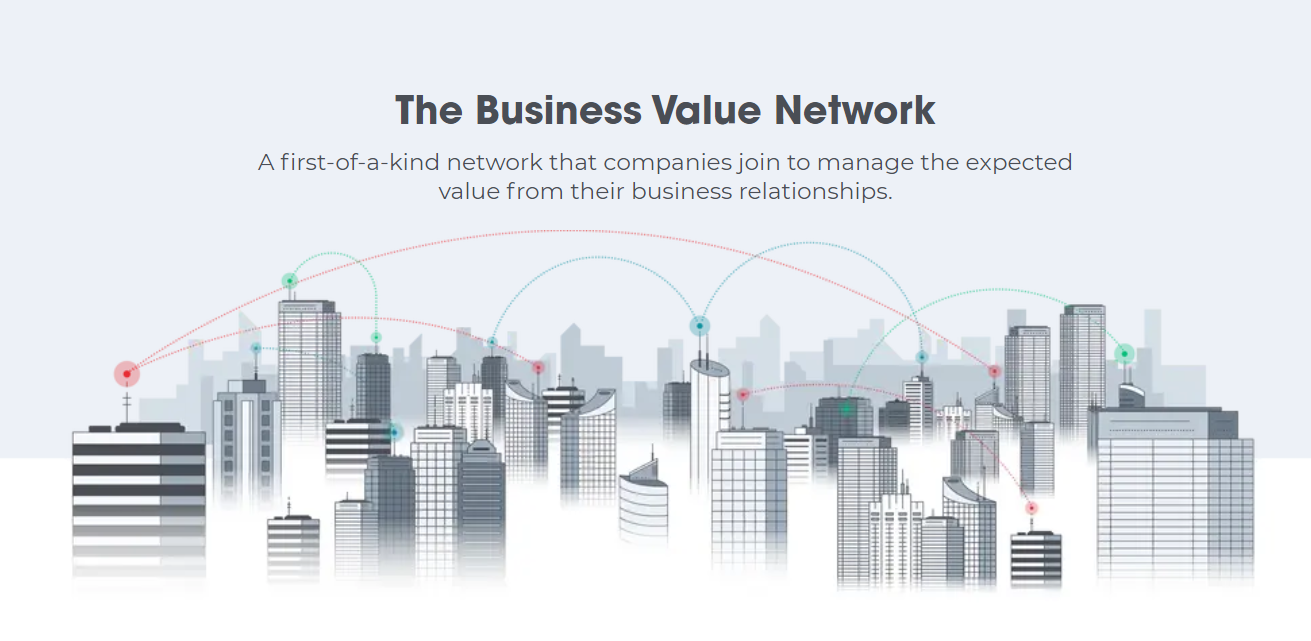 The Business Value Network
A first-of-a-kind network that companies join to manage the expected
value from their business relationships.